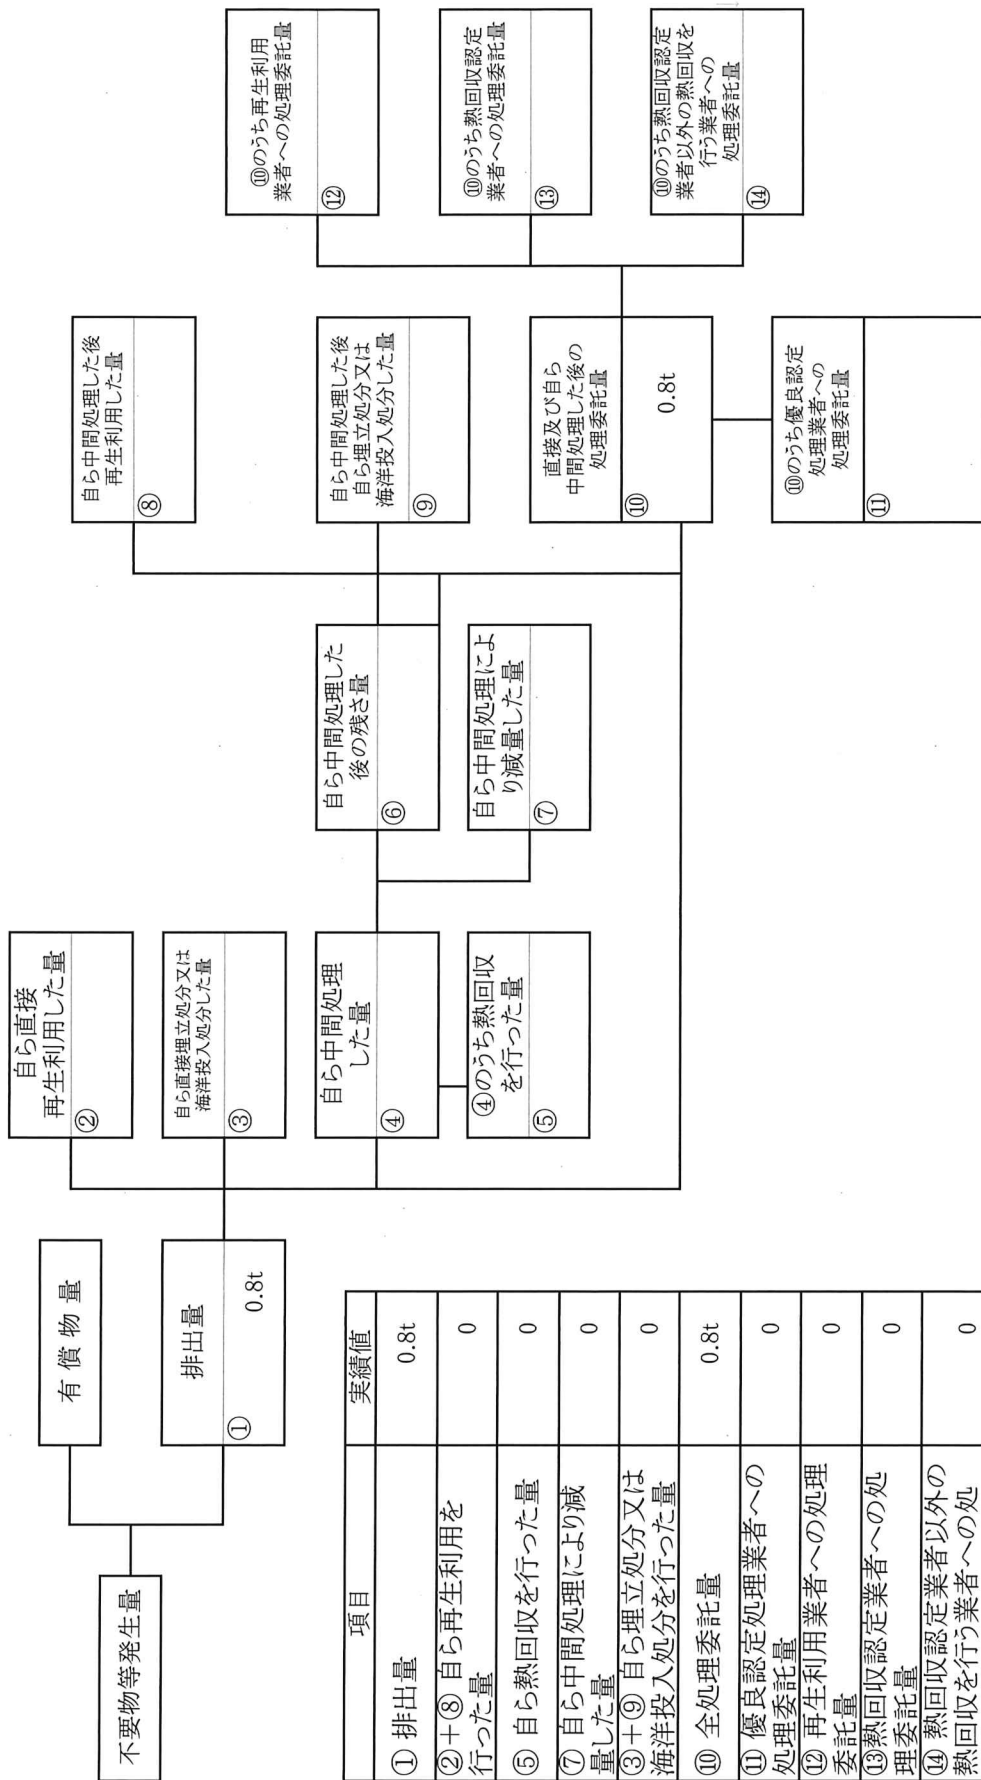 不要物等発生量
有償物量
排出量
①
0.8t
自ら直接
再生利用した量
②
自ら直接埋立処分又は
海洋投入処分した量
③
自ら中間処理
した量
④
④のうち熱回収
を行った量
⑤
自ら中間処理した
後の残さ量
⑥
自ら中間処理によ
り減量した量
⑦
自ら中間処理した後
再生利用した量
⑧
自ら中間処理した後
自ら埋立処分又は
海洋投入処分した量
⑨
直接及び自ら
中間処理した後の
処理委託量
⑩
0.8t
⑩のうち優良認定
処理業者への
処理委託量
⑪
⑩のうち再生利用
業者への処理委託量
⑫
⑩のうち熱回収認定
業者への処理委託量
⑬
⑩のうち熱回収認定
業者以外の熱回収を
行う業者への
処理委託量
⑭
項目 実績値
①排出量 0.8t
②+⑧ 自ら再生利用を
行った量 0
⑤ 自ら熱回収を行った量 0
⑦ 自ら中間処理により減
量した量 0
③+⑨ 自ら埋立処分又は
海洋投入処分を行った量 0
⑩ 全処理委託量 0.8t
⑪ 優良認定処理業者への
処理委託量 0
⑫ 再生利用業者への処理
委託量 0
⑬熱回収認定業者への処
理委託量 0
⑭ 熱回収認定業者以外の
熱回収を行う業者への処 0